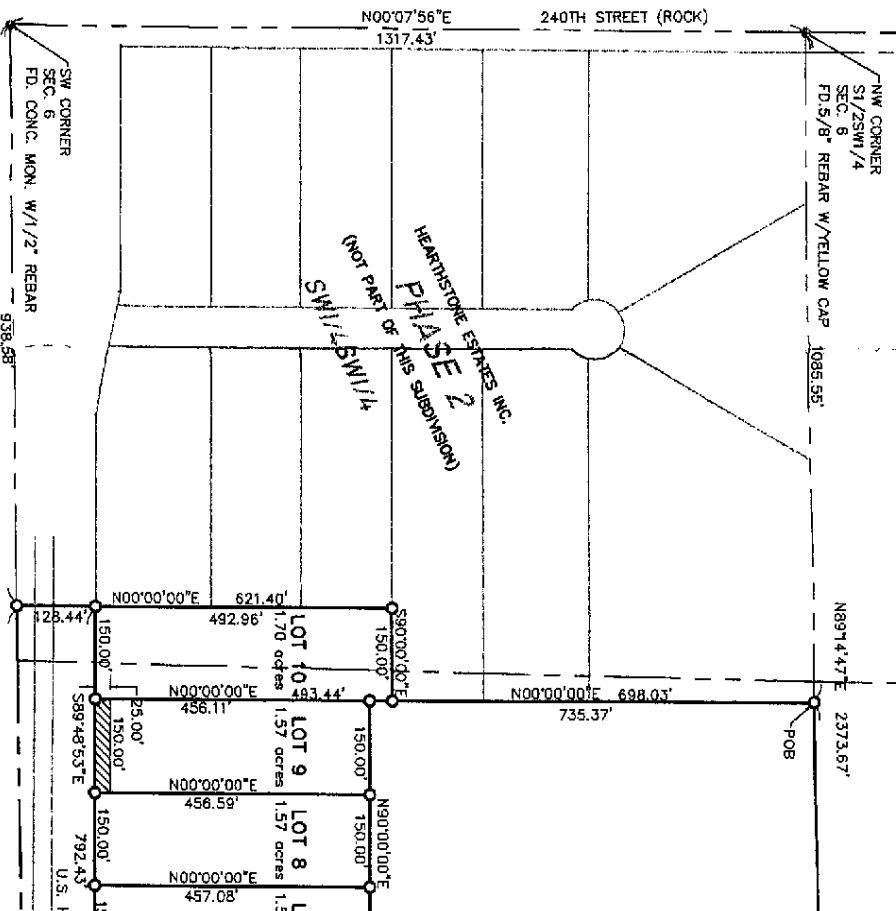 N00°07'56"E 240TH STREET (ROCK)
1317.43'
SW CORNER
SEC. 6
FD. CONC. MON. W/1/2" REBAR
938.58'
NW CORNER
S1/2SW1/4
SEC. 6
FD.5/8" REBAR W/YELLOW CAP
1085.55'
HEARTHSTONE ESTATES INC.
PHASE 2
(NOT PART OF THIS SUBDIVISION)
SW1/4SW1/4
N89°14'47"E 2373.67'
POB
N00°00'00"E 621.40'
128.44'
492.96'
LOT 10
1.70 acres
S90°00'00"E
150.00'
150.00'
N00°00'00"E 493.44'
456.11'
N00°00'00"E 698.03'
735.37'
25.00'
150.00'
S89°48'53"E 792.43'
LOT 9
1.57 acres
150.00'
N00°00'00"E
456.59'
N90°00'00"E
150.00'
LOT 8
1.57 acres
150.00'
N00°00'00"E
457.08'
U.S.